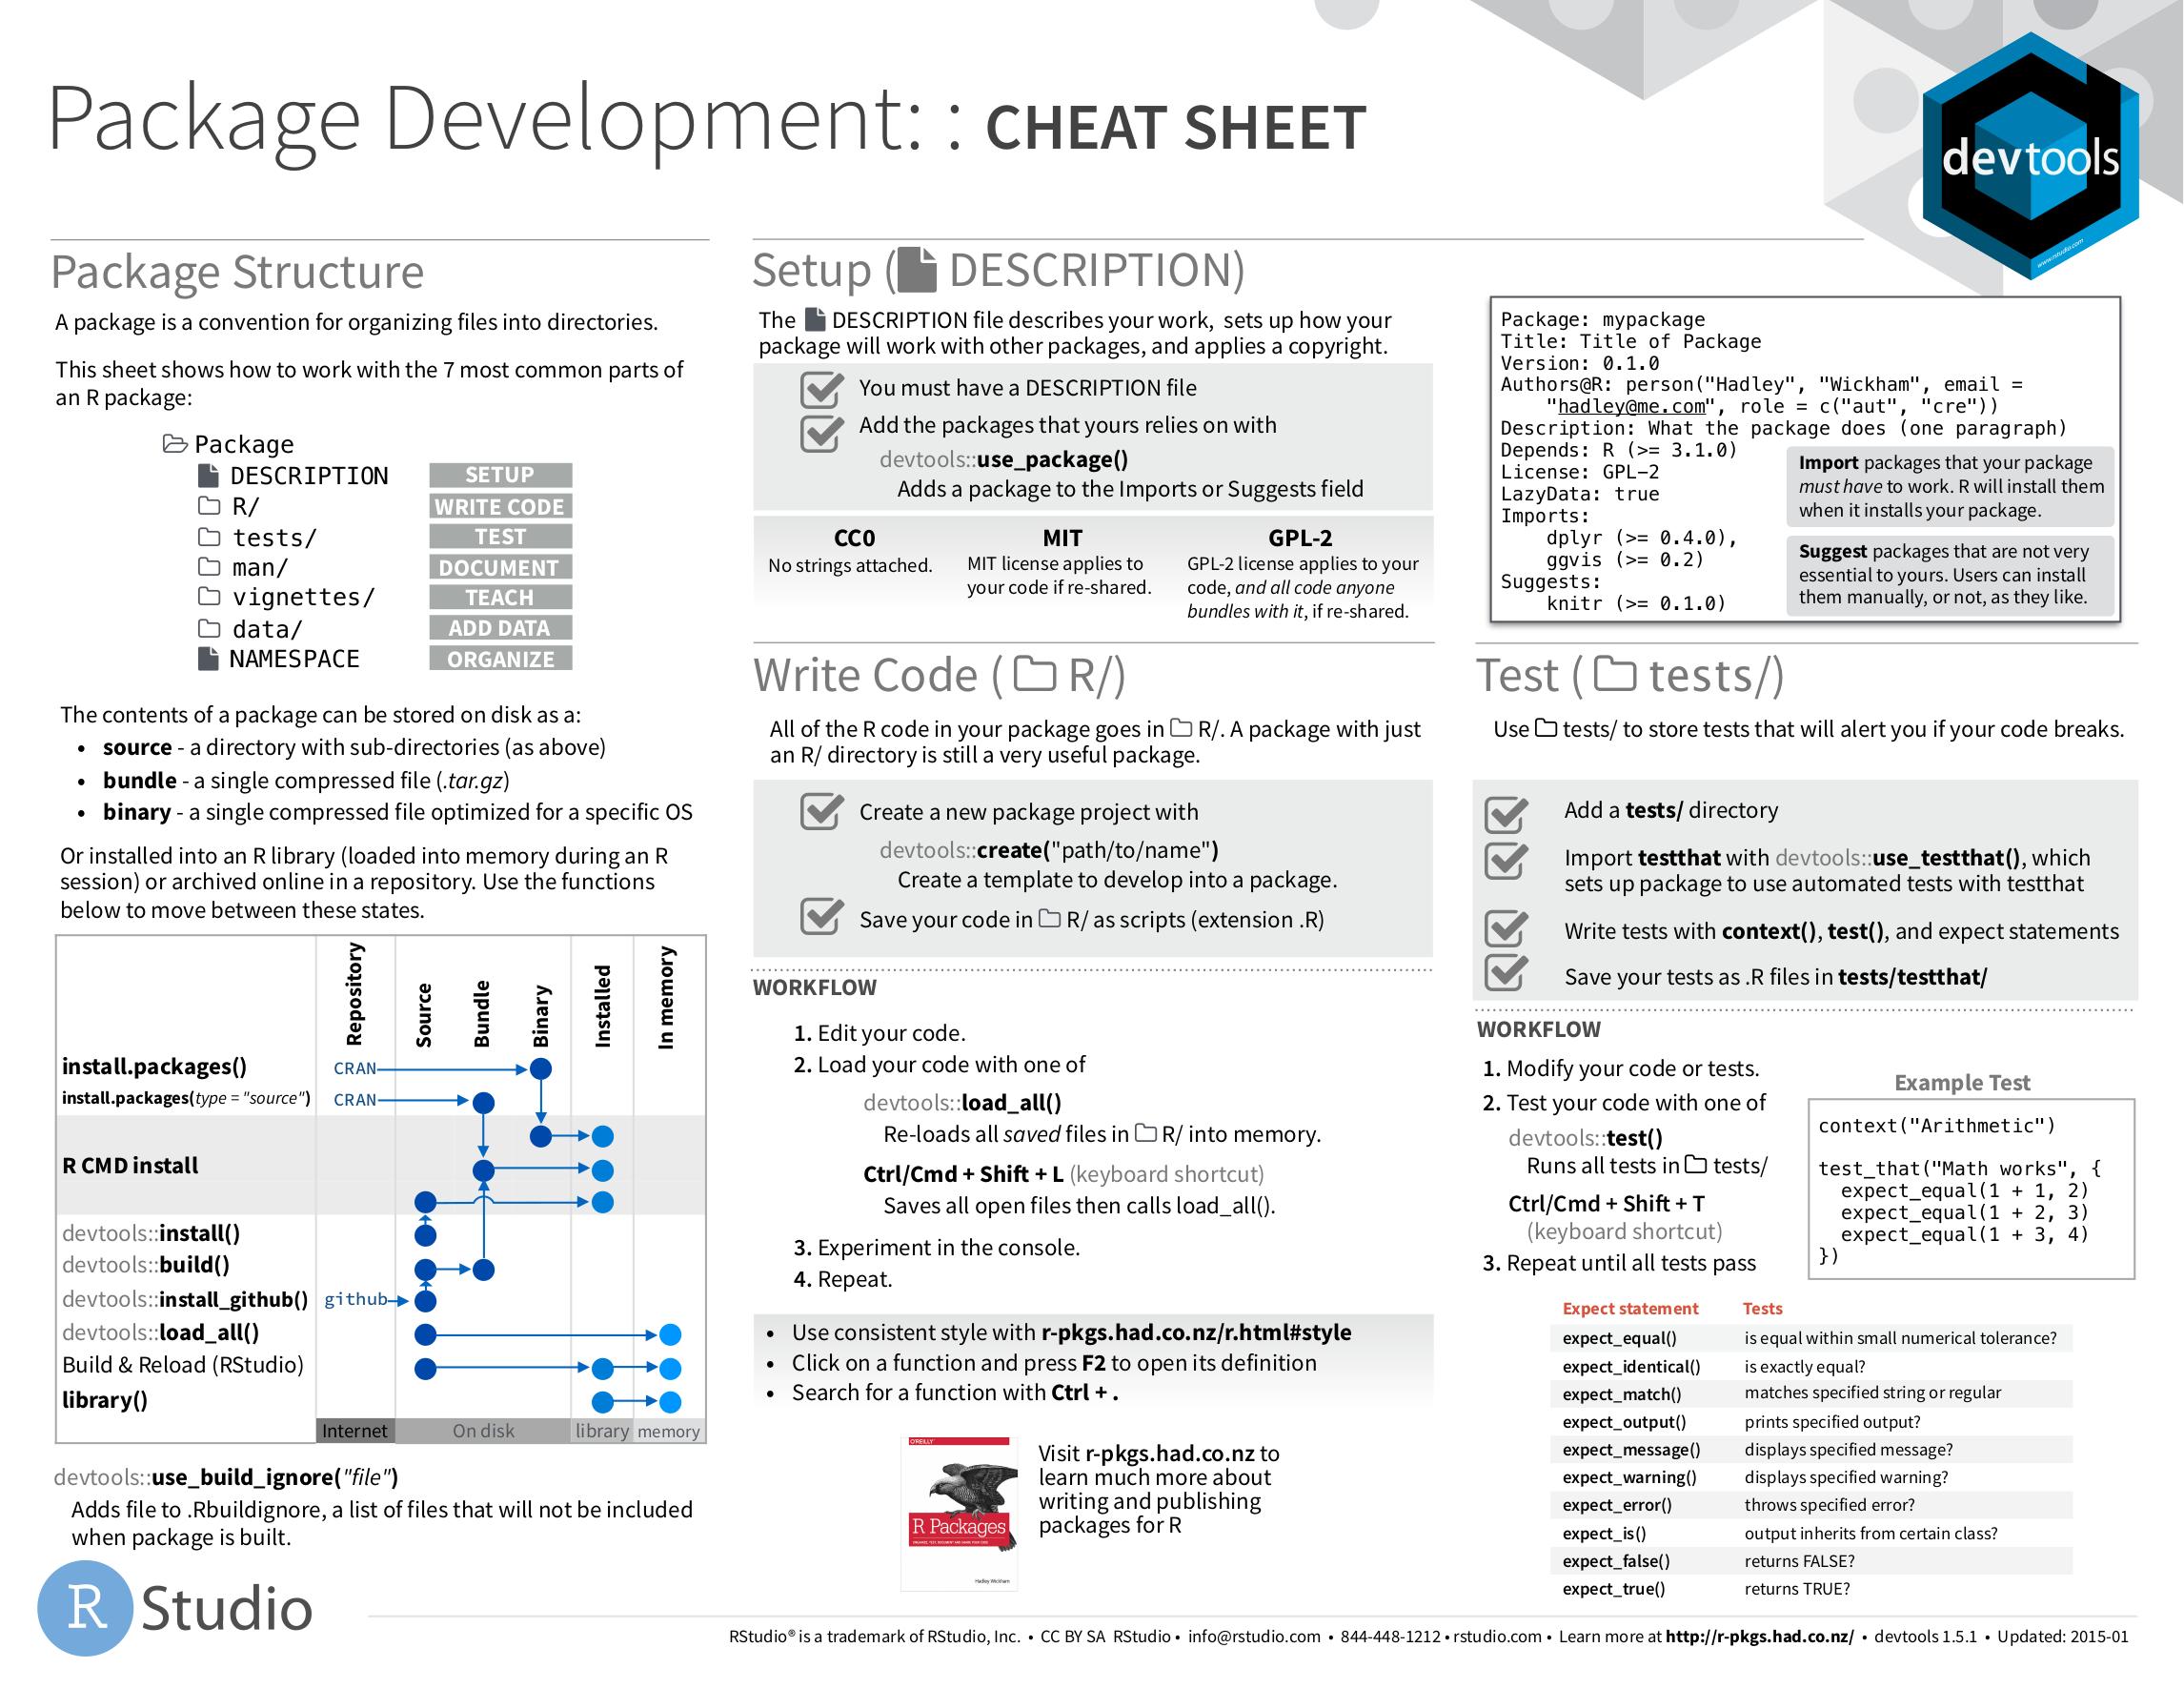 Package Development: : CHEAT SHEET
devtools
www.rstudio.com
Package Structure
A package is a convention for organizing files into directories.
This sheet shows how to work with the 7 most common parts of
an R package:
Package
DESCRIPTION SETUP
R/ WRITE CODE
tests/ TEST
man/ DOCUMENT
vignettes/ TEACH
data/ ADD DATA
NAMESPACE ORGANIZE
The contents of a package can be stored on disk as a:
• source - a directory with sub-directories (as above)
• bundle - a single compressed file (.tar.gz)
• binary - a single compressed file optimized for a specific OS
Or installed into an R library (loaded into memory during an R
session) or archived online in a repository. Use the functions
below to move between these states.
Repository Source Bundle Binary Installed In memory
install.packages() CRAN
install.packages(type = "source") CRAN
R CMD install
devtools::install()
devtools::build()
devtools::install_github() github
devtools::load_all()
Build & Reload (RStudio)
library()
Internet On disk library memory
devtools::use_build_ignore("file")
Adds file to .Rbuildignore, a list of files that will not be included
when package is built.
Setup ( DESCRIPTION)
The DESCRIPTION file describes your work, sets up how your
package will work with other packages, and applies a copyright.
You must have a DESCRIPTION file
Add the packages that yours relies on with
devtools::use_package()
Adds a package to the Imports or Suggests field
CC0
No strings attached.
MIT
MIT license applies to
your code if re-shared.
GPL-2
GPL-2 license applies to your
code, and all code anyone
bundles with it, if re-shared.
Package: mypackage
Title: Title of Package
Version: 0.1.0
Authors@R: person("Hadley", "Wickham", email =
"hadley@me.com", role = c("aut", "cre"))
Description: What the package does (one paragraph)
Depends: R (>= 3.1.0)
License: GPL-2
LazyData: true
Imports:
dplyr (>= 0.4.0),
ggvis (>= 0.2)
Suggests:
knitr (>= 0.1.0)
Import packages that your package
must have to work. R will install them
when it installs your package.
Suggest packages that are not very
essential to yours. Users can install
them manually, or not, as they like.
Write Code ( R/)
All of the R code in your package goes in R/. A package with just
an R/ directory is still a very useful package.
Create a new package project with
devtools::create("path/to/name")
Create a template to develop into a package.
Save your code in R/ as scripts (extension .R)
WORKFLOW
1. Edit your code.
2. Load your code with one of
devtools::load_all()
Re-loads all saved files in R/ into memory.
Ctrl/Cmd + Shift + L (keyboard shortcut)
Saves all open files then calls load_all().
3. Experiment in the console.
4. Repeat.
• Use consistent style with r-pkgs.had.co.nz/r.html#style
• Click on a function and press F2 to open its definition
• Search for a function with Ctrl + .
O'REILLY
R Packages
Hadley Wickham
Visit r-pkgs.had.co.nz to
learn much more about
writing and publishing
packages for R
Test ( tests/)
Use tests/ to store tests that will alert you if your code breaks.
Add a tests/ directory
Import testthat with devtools::use_testthat(), which
sets up package to use automated tests with testthat
Write tests with context(), test(), and expect statements
Save your tests as .R files in tests/testthat/
WORKFLOW
1. Modify your code or tests.
2. Test your code with one of
devtools::test()
Runs all tests in tests/
Ctrl/Cmd + Shift + T
(keyboard shortcut)
3. Repeat until all tests pass
Example Test
context("Arithmetic")
test_that("Math works", {
expect_equal(1 + 1, 2)
expect_equal(1 + 2, 3)
expect_equal(1 + 3, 4)
})
Expect statement Tests
expect_equal() is equal within small numerical tolerance?
expect_identical() is exactly equal?
expect_match() matches specified string or regular
expect_output() prints specified output?
expect_message() displays specified message?
expect_warning() displays specified warning?
expect_error() throws specified error?
expect_is() output inherits from certain class?
expect_false() returns FALSE?
expect_true() returns TRUE?
R Studio
RStudio® is a trademark of RStudio, Inc. • CC BY SA RStudio • info@rstudio.com • 844-448-1212 • rstudio.com • Learn more at http://r-pkgs.had.co.nz/ • devtools 1.5.1 • Updated: 2015-01